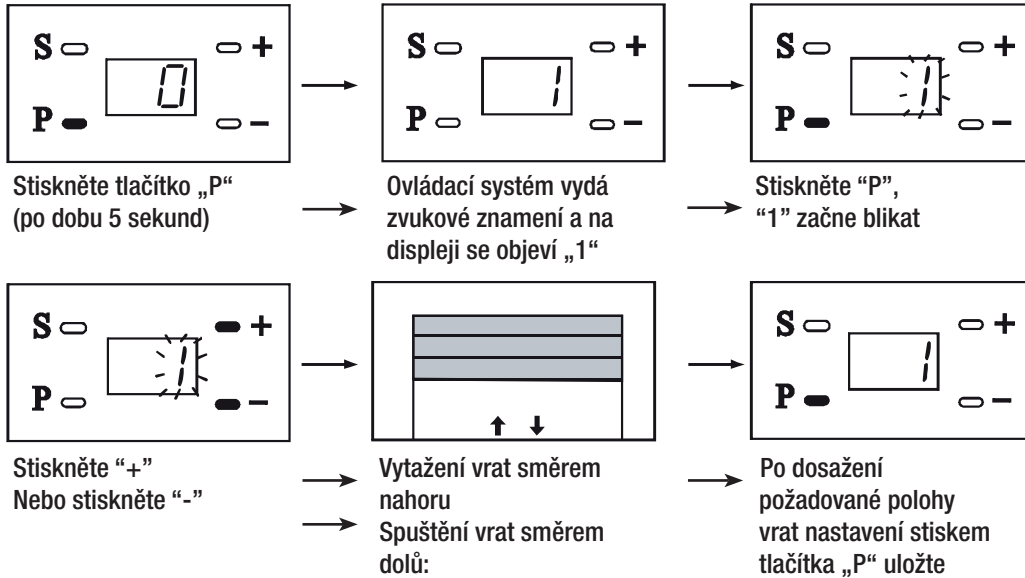 S
+
0
P
−
S
+
1
P
−
S
+
1
P
−
Stiskněte tlačítko „P“
(po dobu 5 sekund)
Ovládací systém vydá
zvukové znamení a na
displeji se objeví „1“
Stiskněte “P”,
“1” začne blikat
S
+
1
P
−
S
+
1
P
−
Stiskněte “+”
Nebo stiskněte “-”
Vytažení vrat směrem
nahoru
Spuštění vrat směrem
dolů:
Po dosažení
požadované polohy
vrat nastavení stiskem
tlačítka „P“ uložte